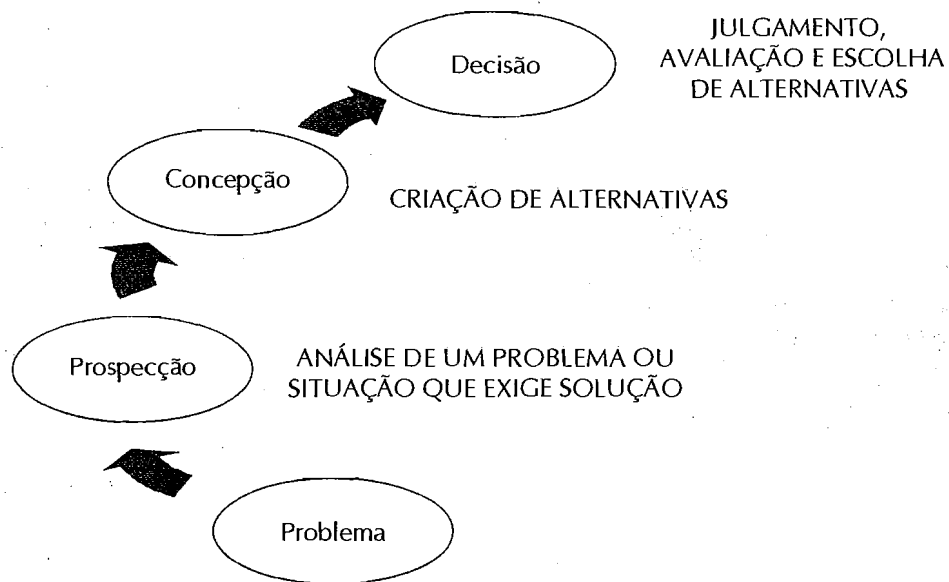 Decisão
JULGAMENTO,
AVALIAÇÃO E ESCOLHA
DE ALTERNATIVAS
Concepção
CRIAÇÃO DE ALTERNATIVAS
Prospecção
ANÁLISE DE UM PROBLEMA OU
SITUAÇÃO QUE EXIGE SOLUÇÃO
Problema